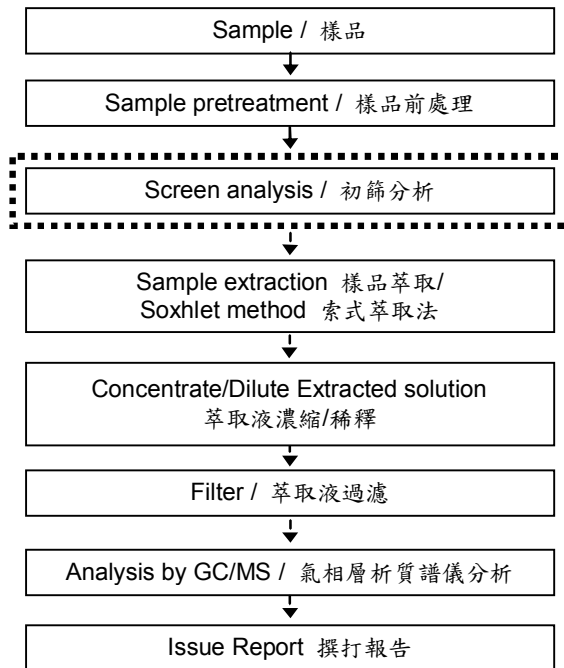 Sample / 樣品
Sample pretreatment / 樣品前處理
Screen analysis / 初篩分析
Sample extraction 樣品萃取/
Soxhlet method 索式萃取法
Concentrate/Dilute Extracted solution
萃取液濃縮/稀釋
Filter / 萃取液過濾
Analysis by GC/MS / 氣相層析質譜儀分析
Issue Report 撰打報告